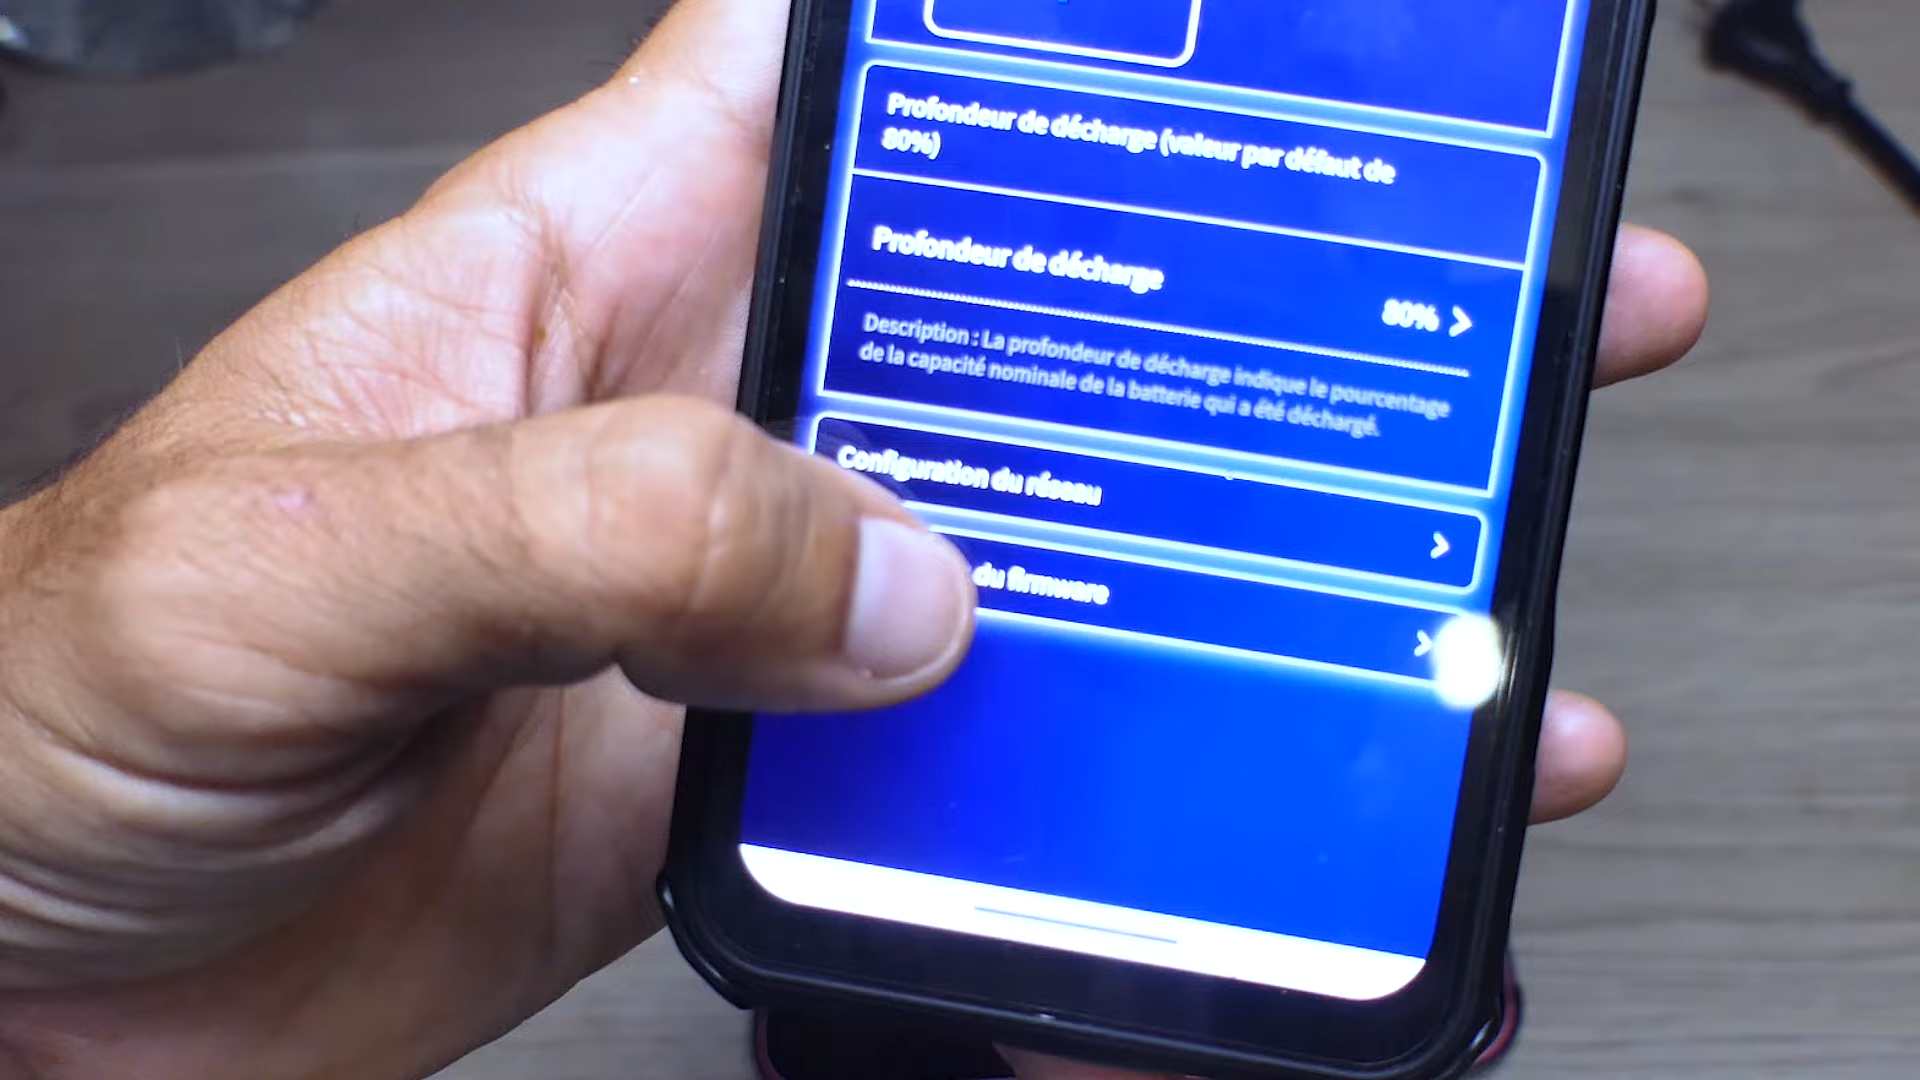 Profondeur de décharge (valeur par défaut de
80%)
Profondeur de décharge
80%
Description : La profondeur de décharge indique le pourcentage
de la capacité nominale de la batterie qui a été déchargé.
Configuration du réseau
du firmware